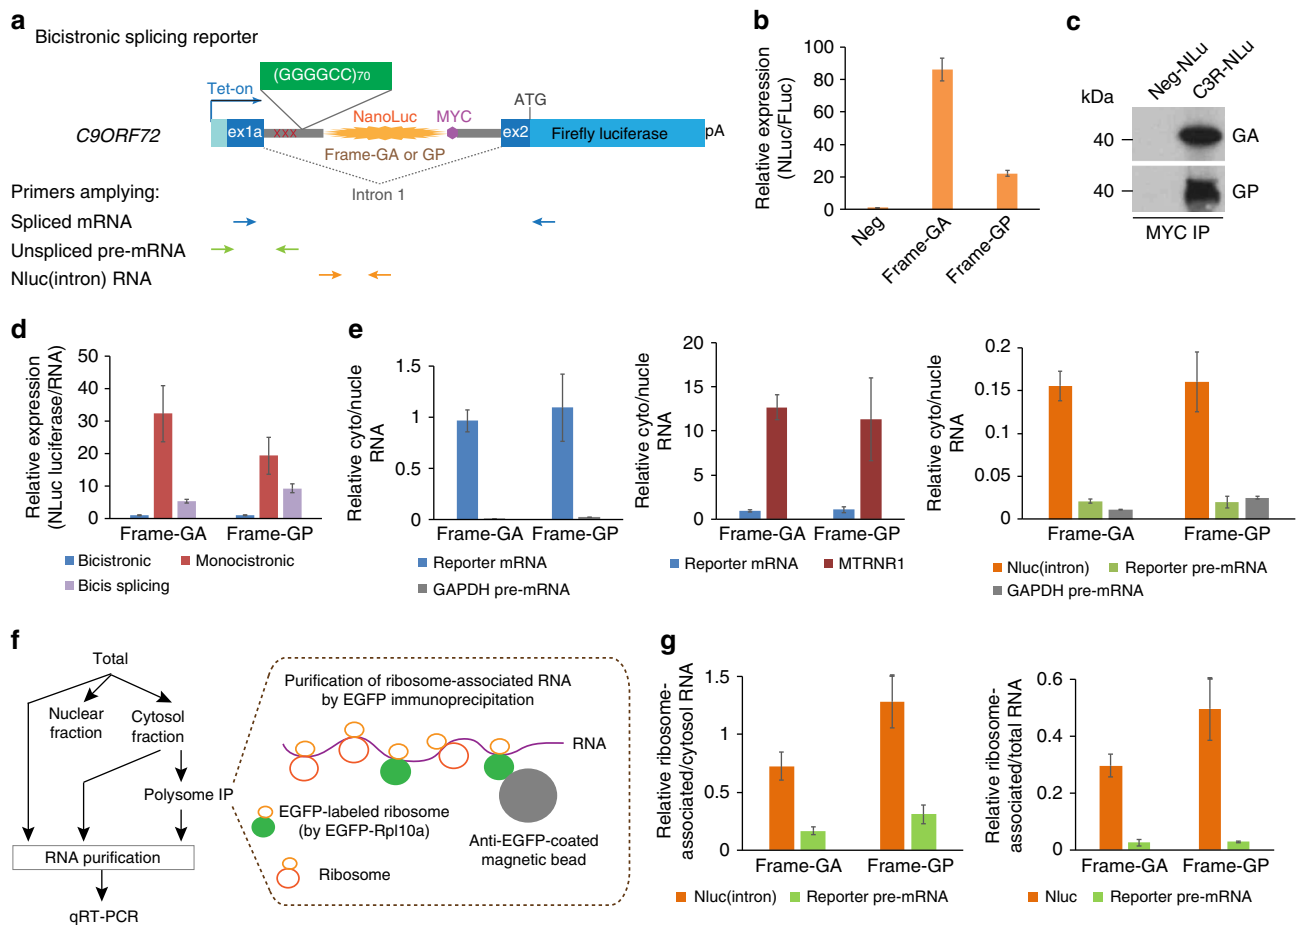 a
Bicistronic splicing reporter
(GGGGCC)70
Tet-on
C9ORF72
ex1a
xxx
NanoLuc
MYC
ATG
ex2
Firefly luciferase
pA
Frame-GA or GP
Intron 1
Primers amplying:
Spliced mRNA
Unspliced pre-mRNA
Nluc(intron) RNA
b
Relative expression
(NLuc/FLuc)
100
80
60
40
20
0
Neg
Frame-GA
Frame-GP
c
Neg-NLu
C3R-NLu
kDa
40
GA
40
GP
MYC IP
d
Relative expression
(NLuc luciferase/RNA)
50
40
30
20
10
0
Frame-GA
Frame-GP
Bicistronic
Monocistronic
Bicis splicing
e
Relative cyto/nucle
RNA
1.5
1
0.5
0
Frame-GA
Frame-GP
Reporter mRNA
GAPDH pre-mRNA
Relative cyto/nucle
RNA
20
15
10
5
0
Frame-GA
Frame-GP
Reporter mRNA
MTRNR1
Relative cyto/nucle
RNA
0.2
0.15
0.1
0.05
0
Frame-GA
Frame-GP
Nluc(intron)
Reporter pre-mRNA
GAPDH pre-mRNA
f
Total
Nuclear
fraction
Cytosol
fraction
Polysome IP
RNA purification
qRT-PCR
Purification of ribosome-associated RNA
by EGFP immunoprecipitation
RNA
EGFP-labeled ribosome
(by EGFP-Rpl10a)
Anti-EGFP-coated
magnetic bead
Ribosome
g
Relative ribosome-
associated/cytosol RNA
1.5
1
0.5
0
Frame-GA
Frame-GP
Nluc(intron)
Reporter pre-mRNA
Relative ribosome-
associated/total RNA
0.6
0.4
0.2
0
Frame-GA
Frame-GP
Nluc
Reporter pre-mRNA